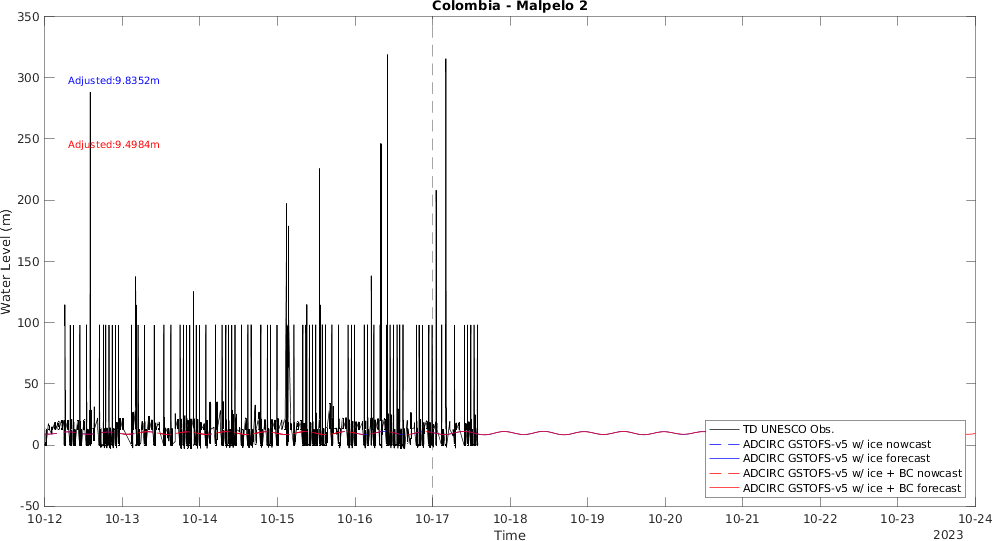 Colombia - Malpelo 2
350
300
250
200
150
100
50
0
-50
Water Level (m)
Adjusted:9.8352m
Adjusted:9.4984m
TD UNESCO Obs.
ADCIRC GSTOFS-v5 w/ ice nowcast
ADCIRC GSTOFS-v5 w/ ice forecast
ADCIRC GSTOFS-v5 w/ ice + BC nowcast
ADCIRC GSTOFS-v5 w/ ice + BC forecast
10-12 10-13 10-14 10-15 10-16 10-17 10-18 10-19 10-20 10-21 10-22 10-23 10-24
Time
2023